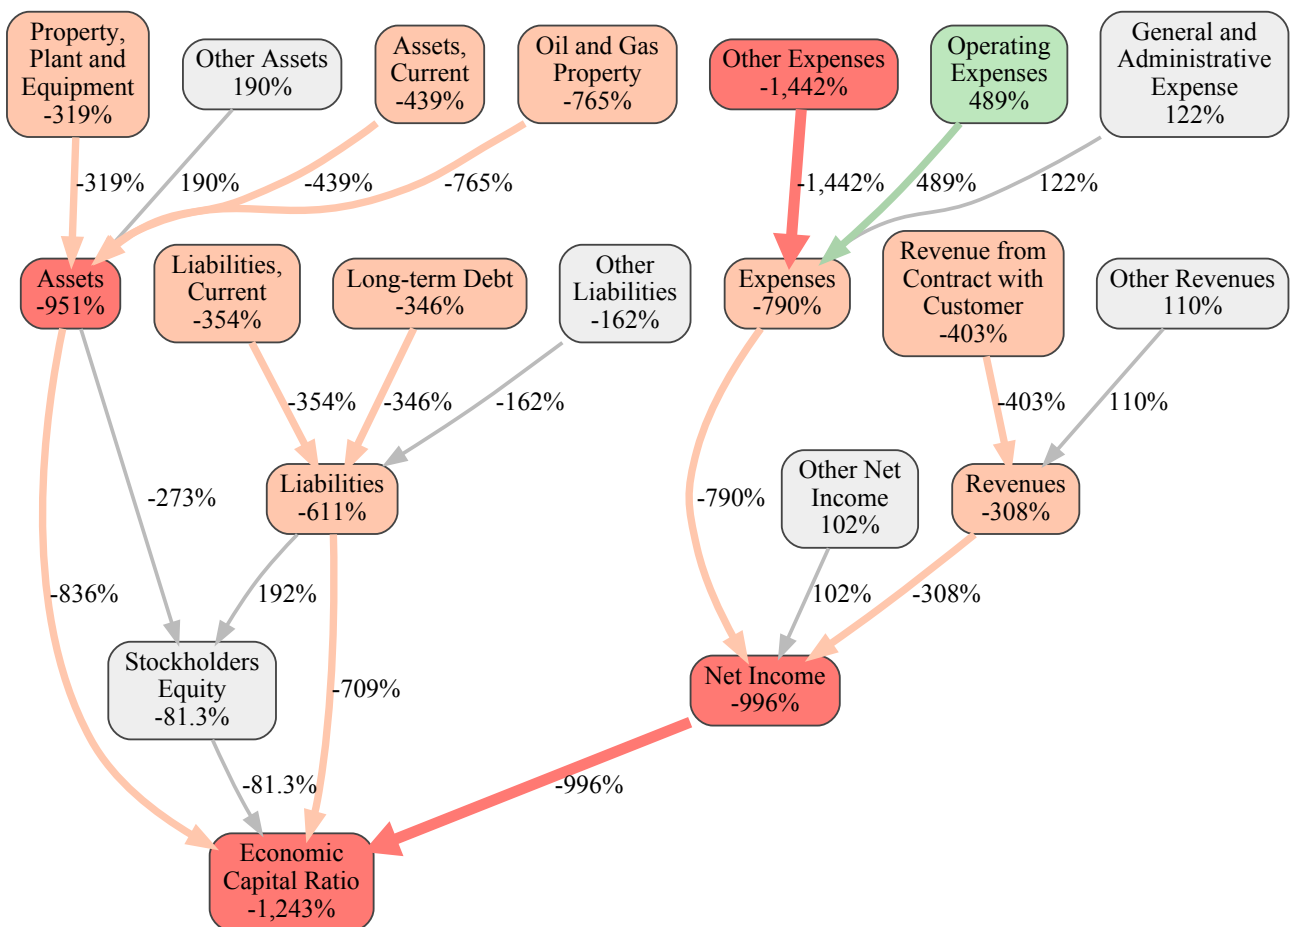 Property,
Plant and
Equipment
-319%
Other Assets
190%
Assets,
Current
-439%
Oil and Gas
Property
-765%
Other Expenses
-1,442%
Operating
Expenses
489%
General and
Administrative
Expense
122%
-319%
190%
-439%
-765%
-1,442%
489%
122%
Assets
-951%
Liabilities,
Current
-354%
Long-term Debt
-346%
Other
Liabilities
-162%
Expenses
-790%
Revenue from
Contract with
Customer
-403%
Other Revenues
110%
-354%
-346%
-162%
-403%
110%
-273%
Liabilities
-611%
-790%
Other Net
Income
102%
Revenues
-308%
-836%
192%
102%
-308%
Stockholders
Equity
-81.3%
-709%
Net Income
-996%
-81.3%
-996%
Economic
Capital Ratio
-1,243%